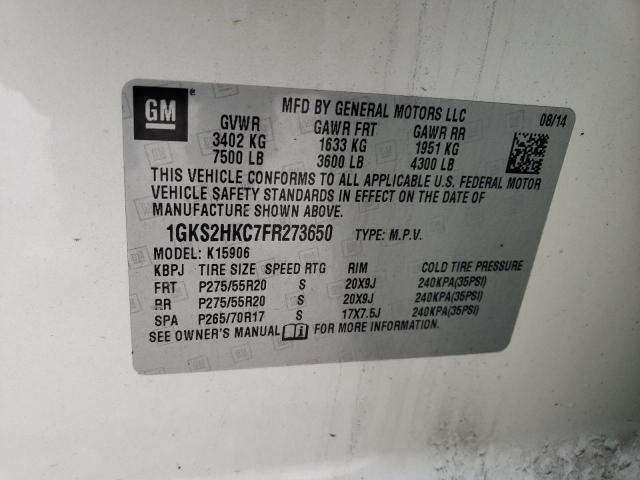 GM ®
MFD BY GENERAL MOTORS LLC 08/14
GVWR GAWR FRT GAWR RR
3402 KG 1633 KG 1951 KG
7500 LB 3600 LB 4300 LB
THIS VEHICLE CONFORMS TO ALL APPLICABLE U.S. FEDERAL MOTOR
VEHICLE SAFETY STANDARDS IN EFFECT ON THE DATE OF
MANUFACTURE SHOWN ABOVE.
1GKS2HKC7FR273650 TYPE: M.P.V.
MODEL: K15906
KBPJ TIRE SIZE SPEED RTG RIM COLD TIRE PRESSURE
FRT P275/55R20 S 20X9J 240KPA(35PSI)
RR P275/55R20 S 20X9J 240KPA(35PSI)
SPA P265/70R17 S 17X7.5J 240KPA(35PSI)
SEE OWNER'S MANUAL FOR MORE INFORMATION.